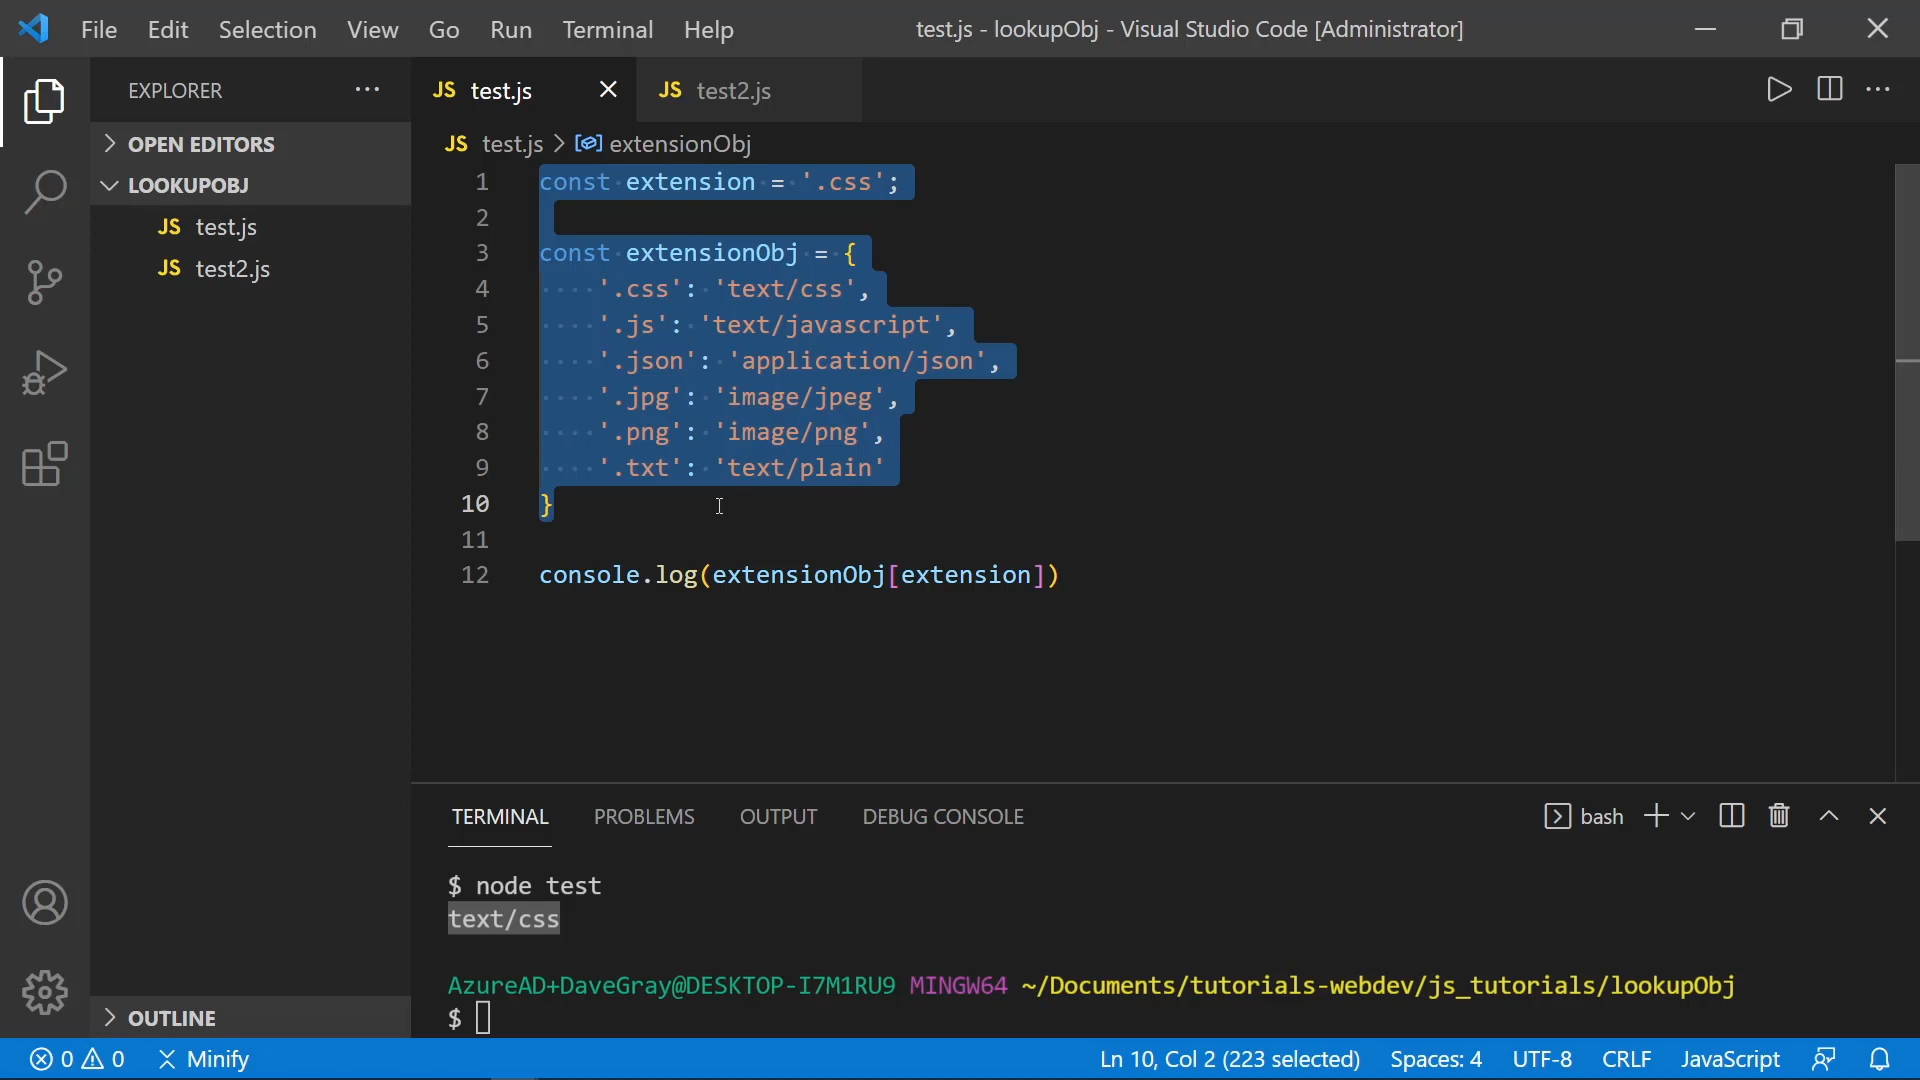 File Edit Selection View Go Run Terminal Help test.js - lookupObj - Visual Studio Code [Administrator]
EXPLORER
OPEN EDITORS
LOOKUPOBJ
JS test.js
JS test2.js
OUTLINE
JS test.js JS test2.js
JS test.js > extensionObj
1 const extension = '.css';
2
3 const extensionObj = {
4 '.css': 'text/css',
5 '.js': 'text/javascript',
6 '.json': 'application/json',
7 '.jpg': 'image/jpeg',
8 '.png': 'image/png',
9 '.txt': 'text/plain'
10 }
11
12 console.log(extensionObj[extension])
TERMINAL PROBLEMS OUTPUT DEBUG CONSOLE bash
$ node test
text/css
AzureAD+DaveGray@DESKTOP-I7M1RU9 MINGW64 ~/Documents/tutorials-webdev/js_tutorials/lookupObj
$
0 0 Minify Ln 10, Col 2 (223 selected) Spaces: 4 UTF-8 CRLF JavaScript